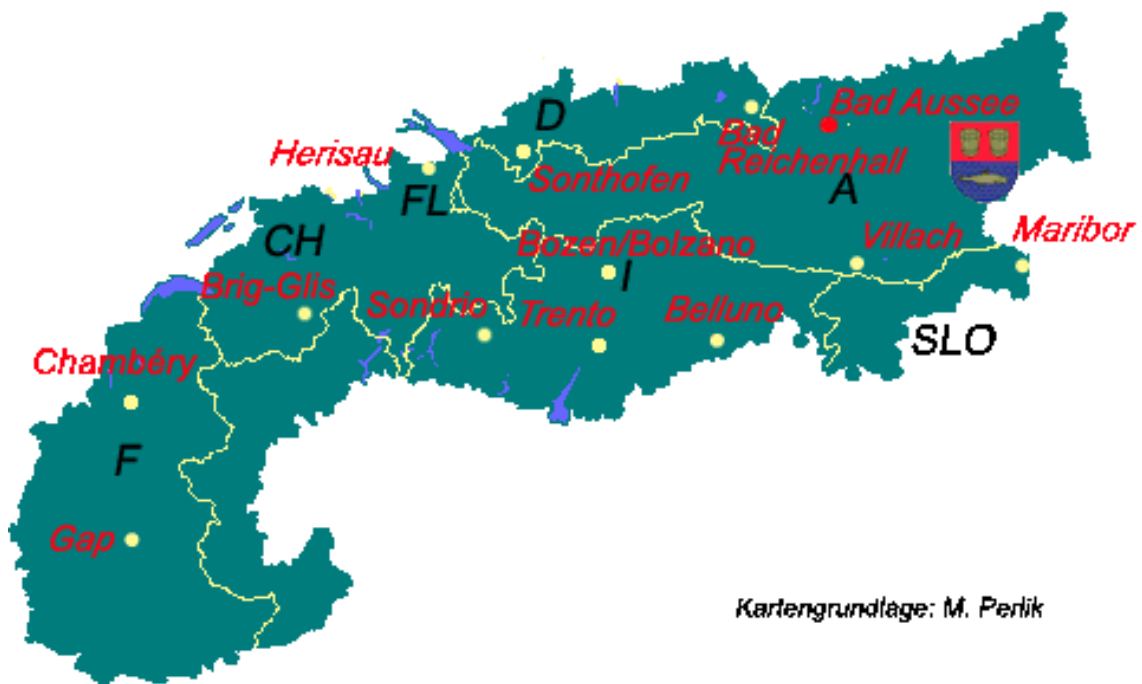 Bad Aussee
D
Bad
Reichenhall
Herisau
Sonthofen
FL
A
CH
Bozen/Bolzano
Villach
Maribor
I
Brig-Glis
Sondrio
Trento
Belluno
SLO
Chambéry
F
Gap
Kartengrundlage: M. Perlik